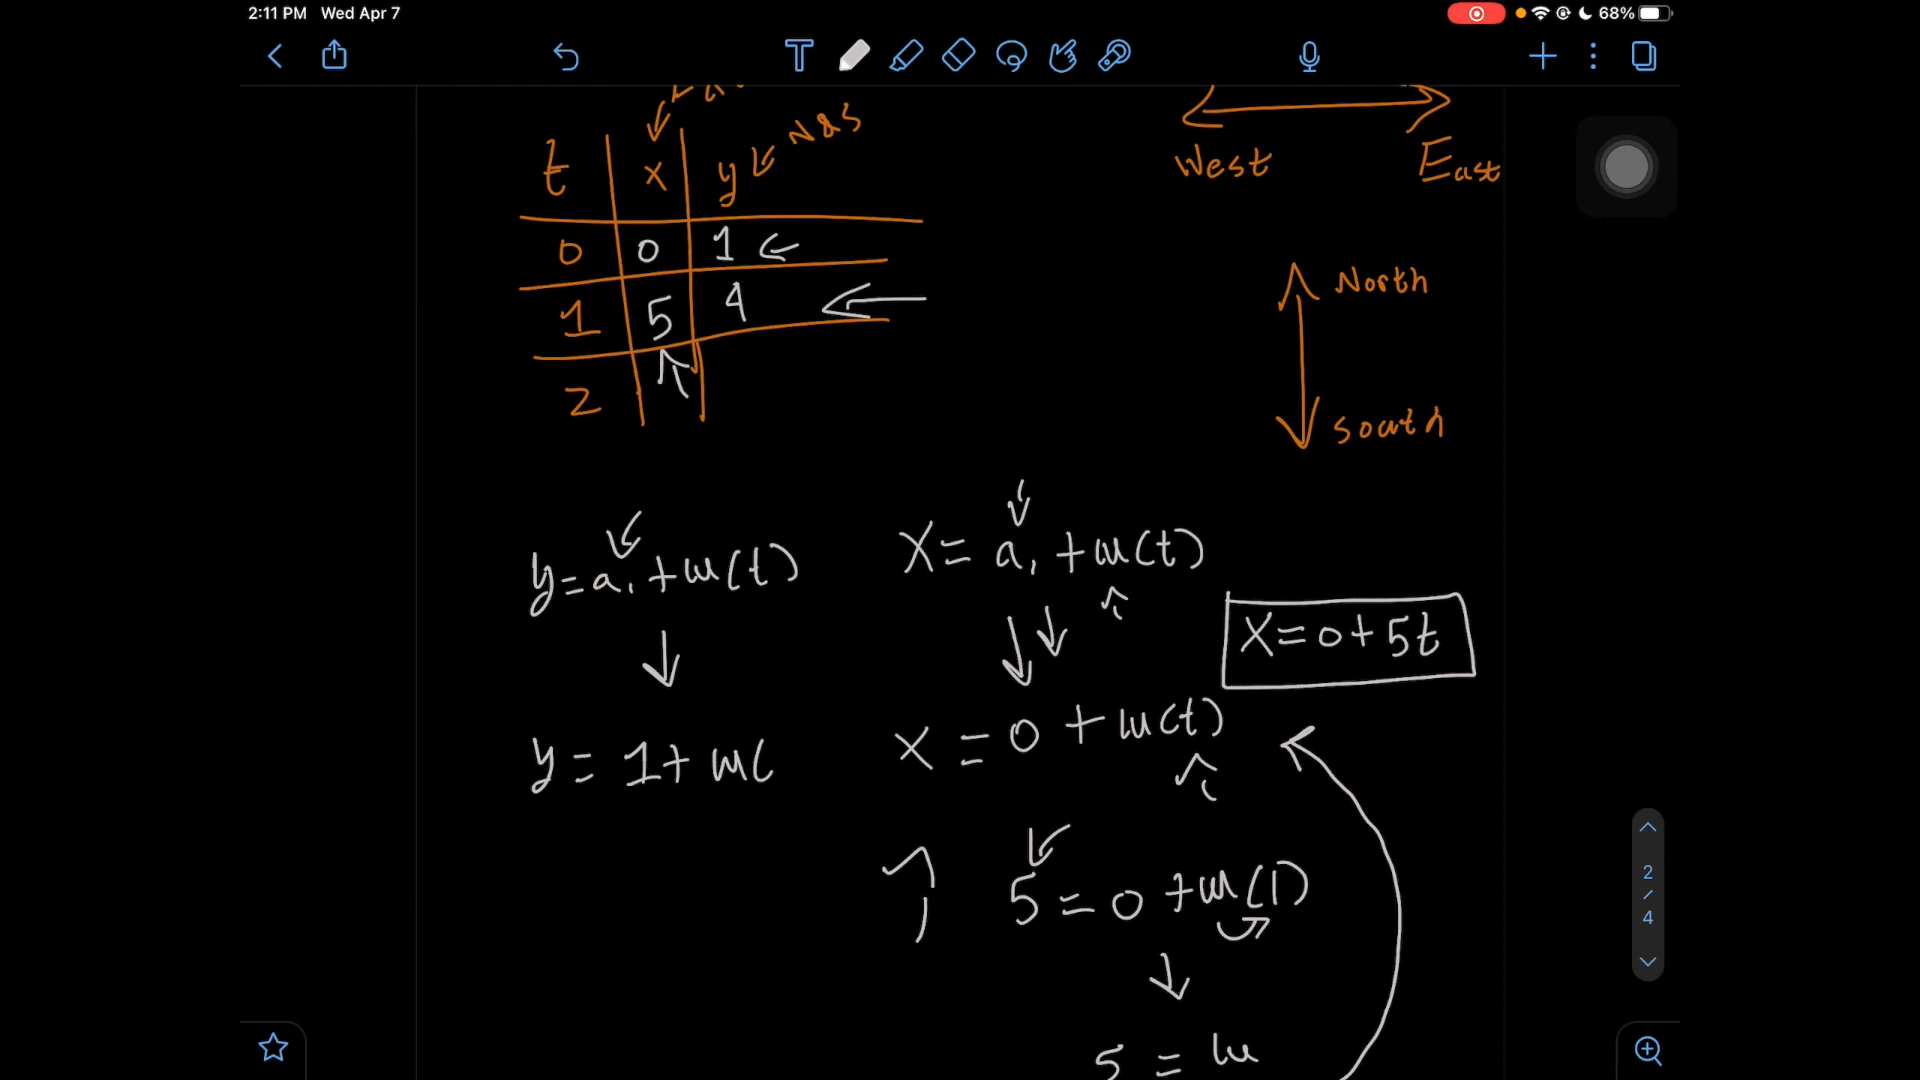 2:11 PM Wed Apr 7
68%
t x y N&S
0 0 1
1 5 4
2
West East
North
South
y = a₁ + m(t)
x = a₁ + m(t)
x = 0 + 5t
y = 1 + m(
x = 0 + m(t)
5 = 0 + m(1)
5 = m
2
/
4